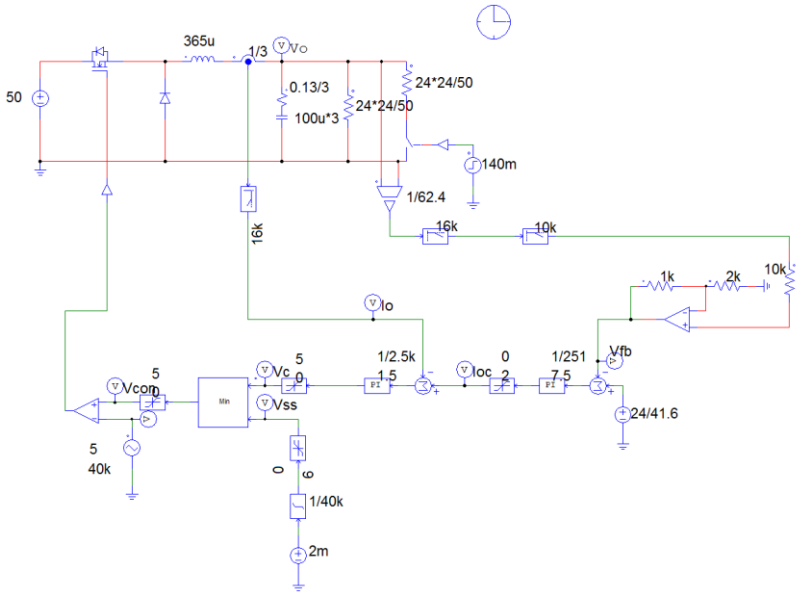 365u
1/3
Vo
50
0.13/3
100u*3
24*24/50
24*24/50
140m
1/62.4
16k
16k
10k
10k
1k
2k
Io
Vfb
1/2.5k
1.5
PI
Ioc
0
2
1/251
7.5
PI
24/41.6
Vc
5
0
Vss
Min
Vcon
5
0
5
40k
0
6
1/40k
2m